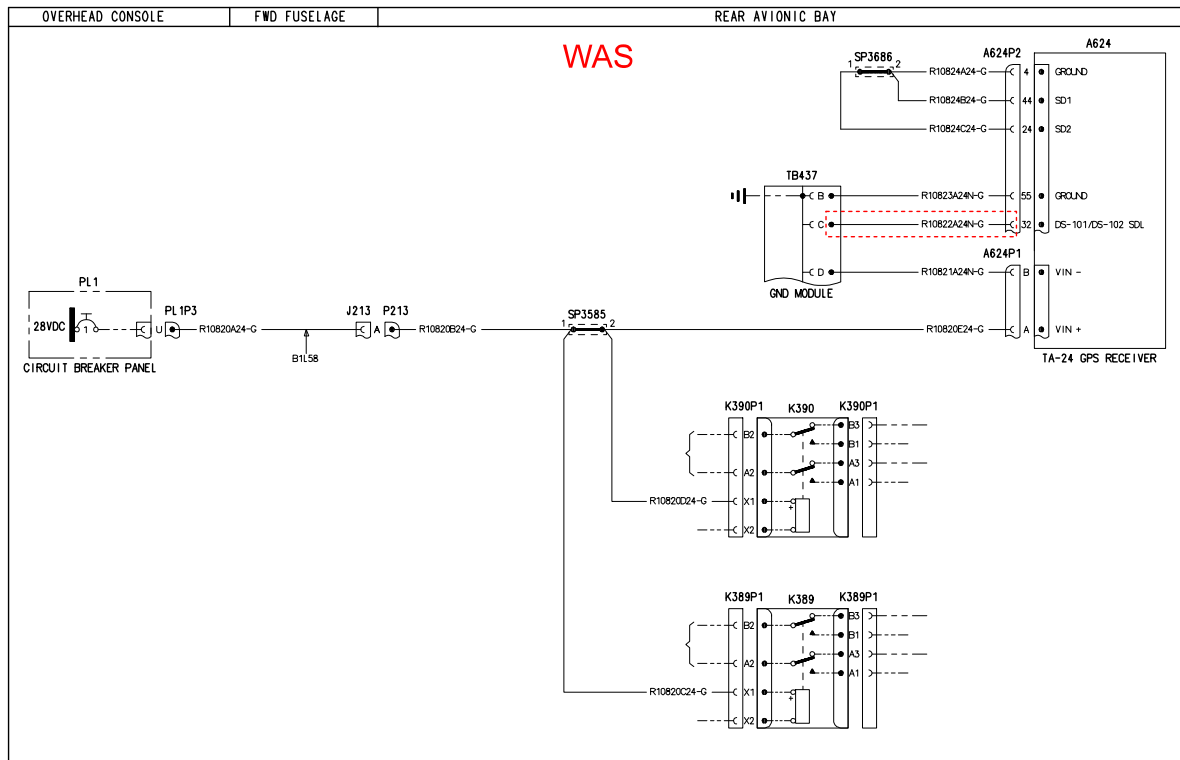 OVERHEAD CONSOLE FWD FUSELAGE REAR AVIONIC BAY
WAS
A624
A624P2
SP3686
1 2
R10824A24-G 4 GROUND
R10824B24-G 44 SD1
R10824C24-G 24 SD2
TB437
B R10823A24N-G 55 GROUND
C R10822A24N-G 32 DS-101/DS-102 SDL
A624P1
D R10821A24N-G B VIN -
GND MODULE
PL1
PL1P3 J213 P213 SP3585
28VDC 1 U R10820A24-G A R10820B24-G 1 2 R10820E24-G A VIN +
B1L58
CIRCUIT BREAKER PANEL
TA-24 GPS RECEIVER
K390P1 K390 K390P1
B3
B2
B1
A3
A2
A1
R10820D24-G X1
+
X2
K389P1 K389 K389P1
B3
B2
B1
A3
A2
A1
R10820C24-G X1
+
X2